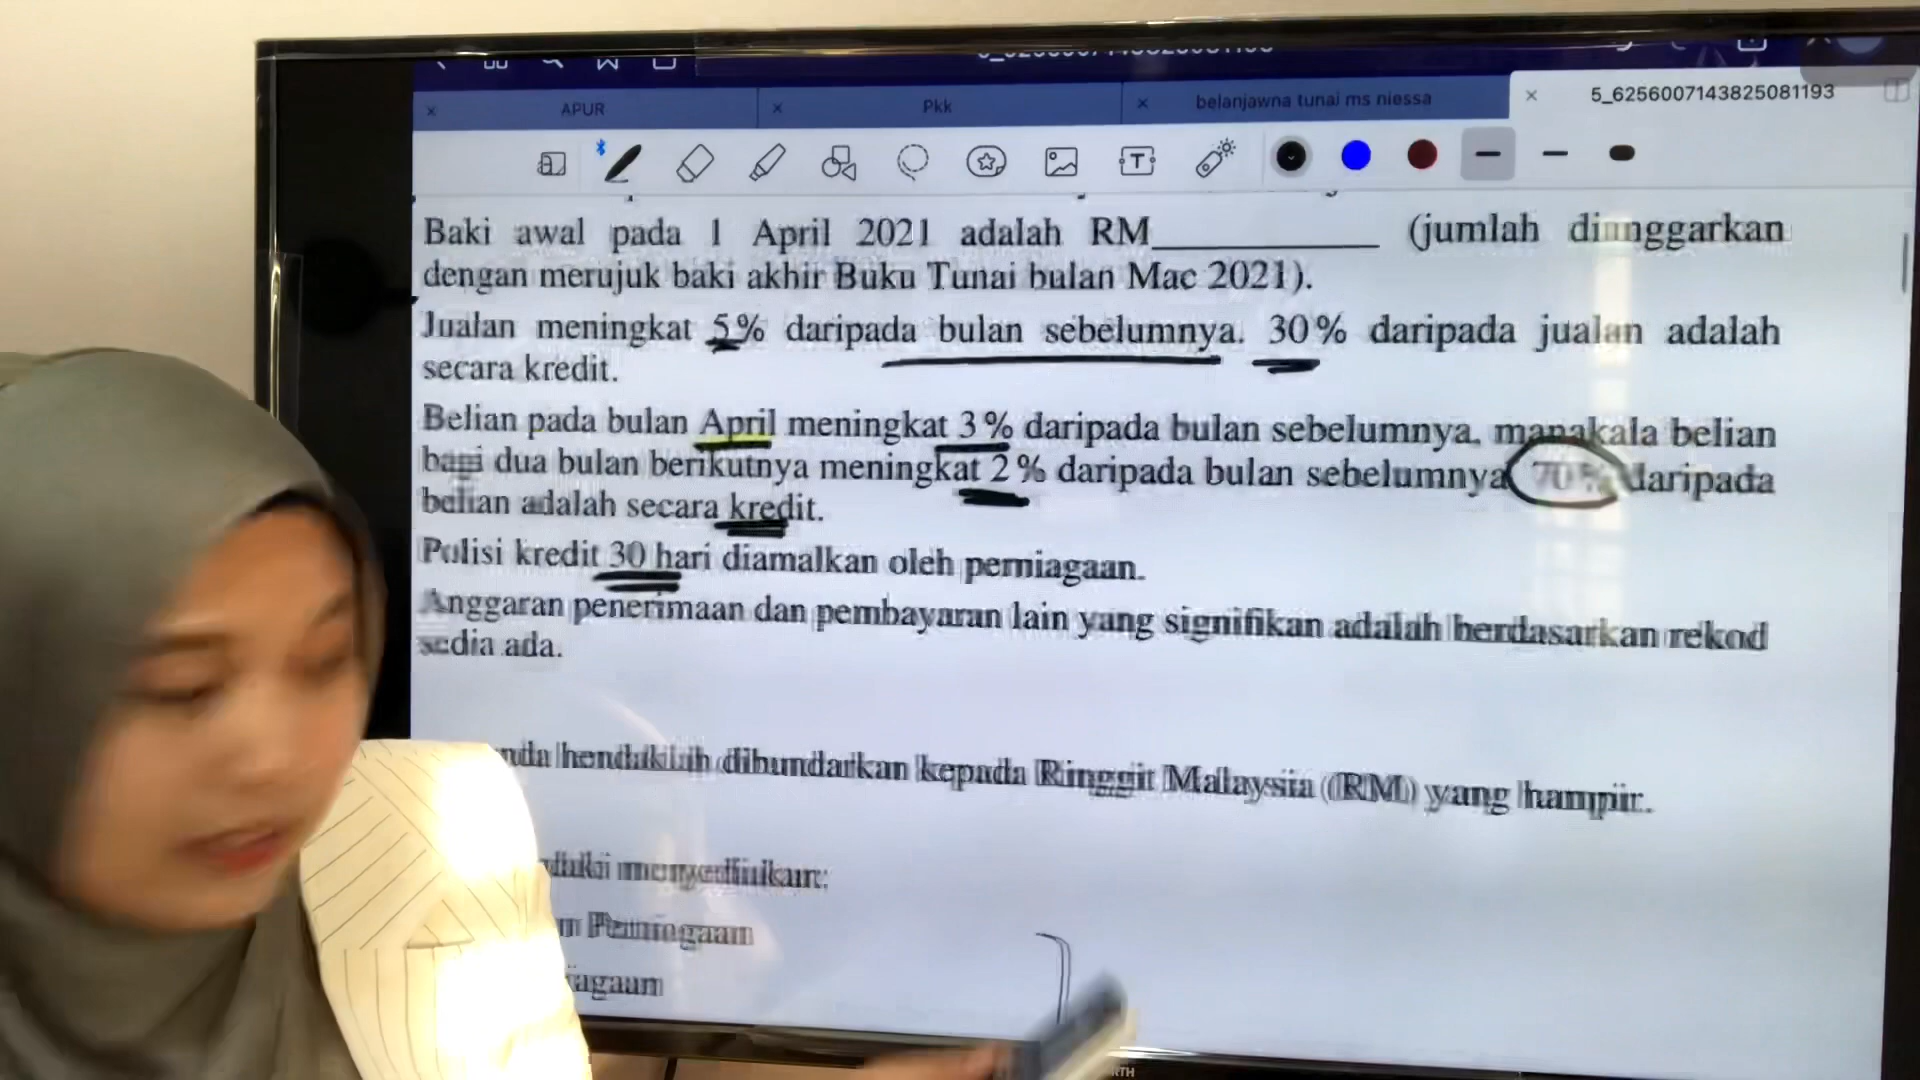 APUR
Pkk
belanjawna tunai ms niessa
5_6256007143825081193
Baki awal pada 1 April 2021 adalah RM____________ (jumlah dianggarkan
dengan merujuk baki akhir Buku Tunai bulan Mac 2021).
Jualan meningkat 5% daripada bulan sebelumnya. 30% daripada jualan adalah
secara kredit.
Belian pada bulan April meningkat 3% daripada bulan sebelumnya, manakala belian
bagi dua bulan berikutnya meningkat 2% daripada bulan sebelumnya 70% daripada
belian adalah secara kredit.
Polisi kredit 30 hari diamalkan oleh perniagaan.
Anggaran penerimaan dan pembayaran lain yang signifikan adalah berdasarkan rekod
sedia ada.
nda hendaklah dibundarkan kepada Ringgit Malaysia (RM) yang hampir.
menyediakan:
n Perniagaan
iagaan